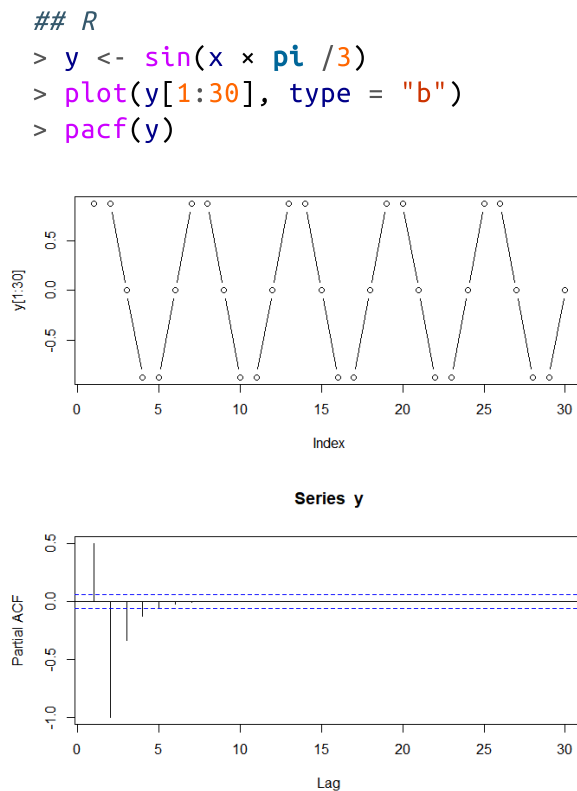 ## R
> y <- sin(x × pi /3)
> plot(y[1:30], type = "b")
> pacf(y)
0.5
0.0
-0.5
y[1:30]
0 5 10 15 20 25 30
Index
Series y
0.5
0.0
-0.5
-1.0
Partial ACF
0 5 10 15 20 25 30
Lag